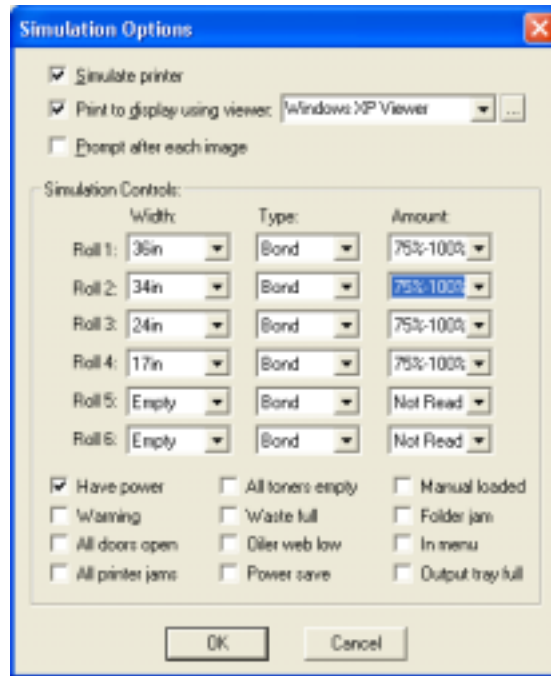 Simulation Options
Simulate printer
Print to display using viewer: Windows XP Viewer ...
Prompt after each image
Simulation Controls:
Width: Type: Amount:
Roll 1: 36in Bond 75%-100%
Roll 2: 34in Bond 75%-100%
Roll 3: 24in Bond 75%-100%
Roll 4: 17in Bond 75%-100%
Roll 5: Empty Bond Not Read
Roll 6: Empty Bond Not Read
Have power All toners empty Manual loaded
Warning Waste full Folder jam
All doors open Oiler web low In menu
All printer jams Power save Output tray full
OK Cancel